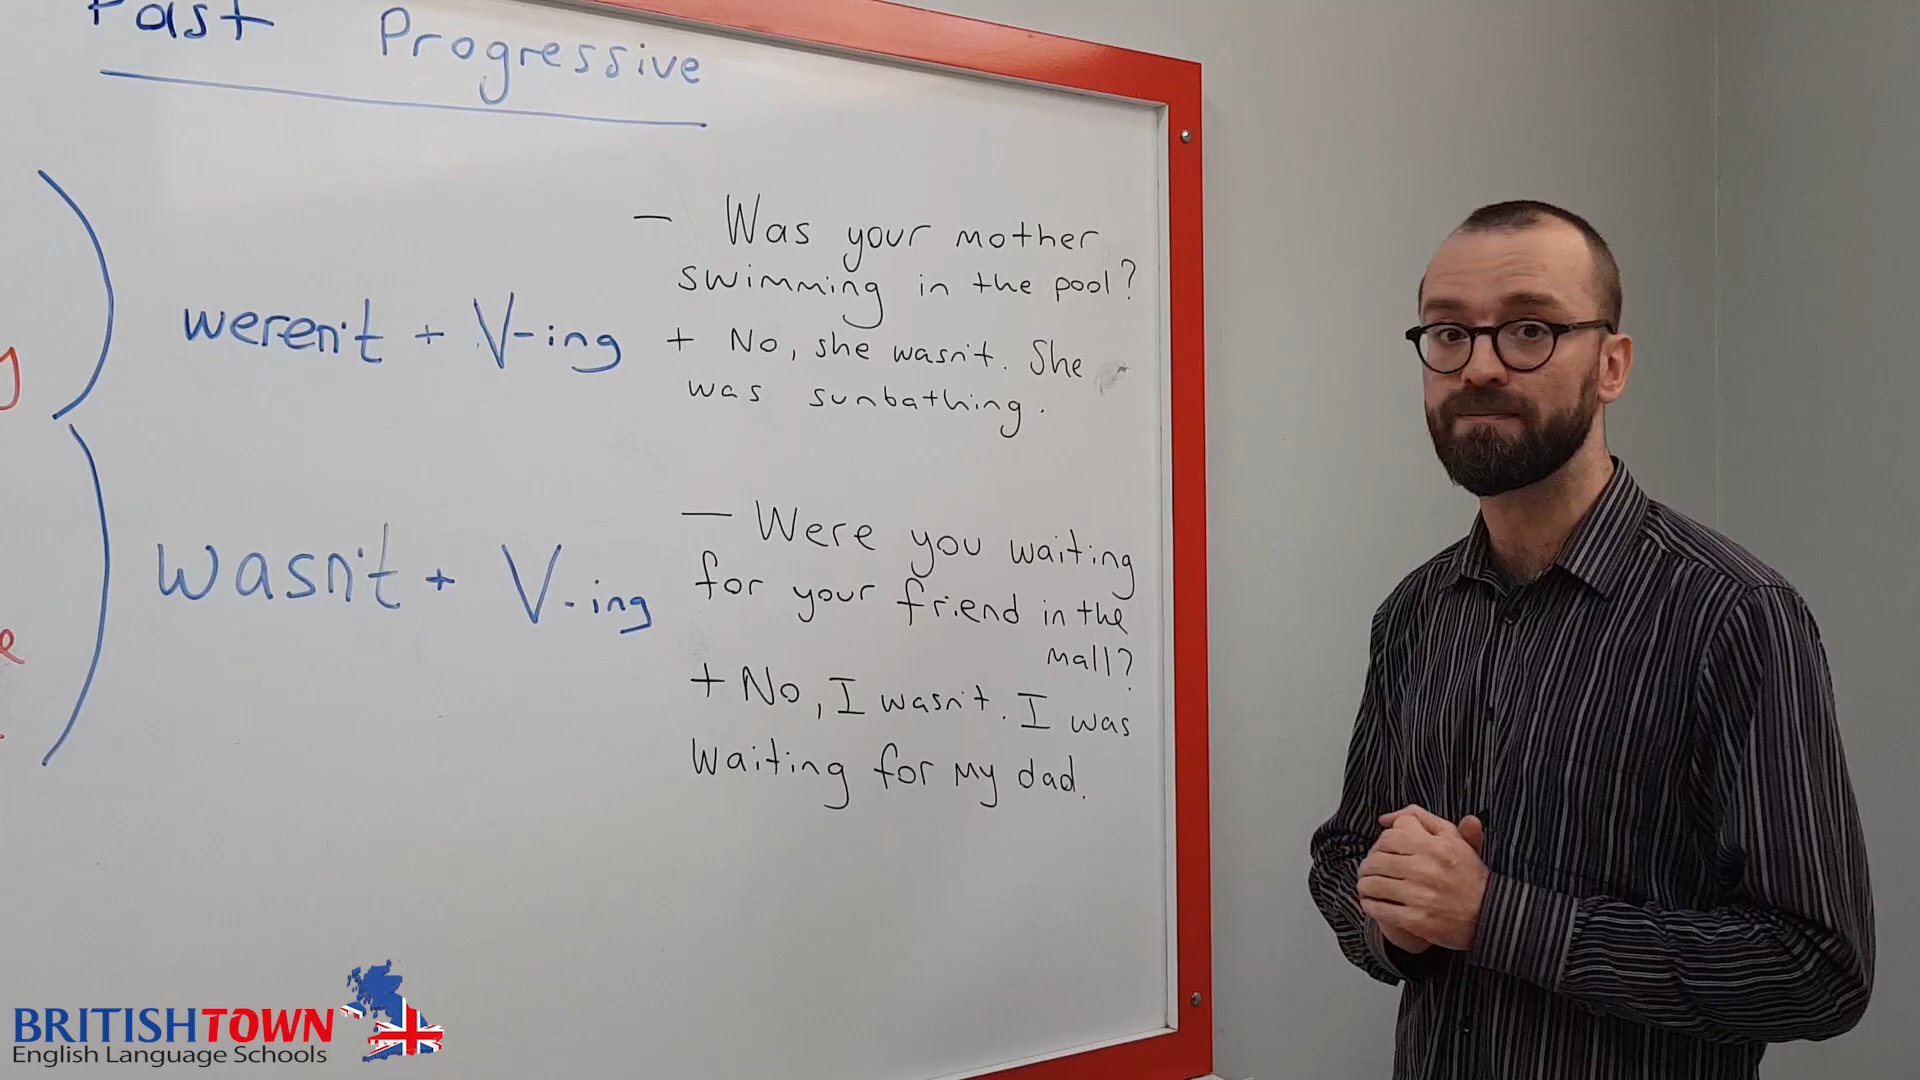 Past Progressive
weren't + V-ing
wasn't + V-ing
— Was your mother
swimming in the pool?
+ No, she wasn't. She
was sunbathing.
— Were you waiting
for your friend in the
mall?
+ No, I wasn't. I was
waiting for my dad.
BRITISHTOWN
English Language Schools